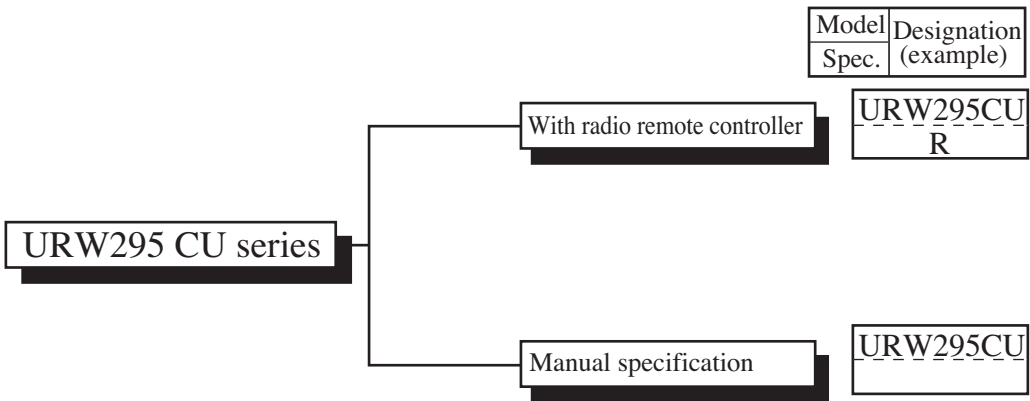 Model
Spec.
Designation
(example)
With radio remote controller
URW295CU
R
URW295 CU series
Manual specification
URW295CU